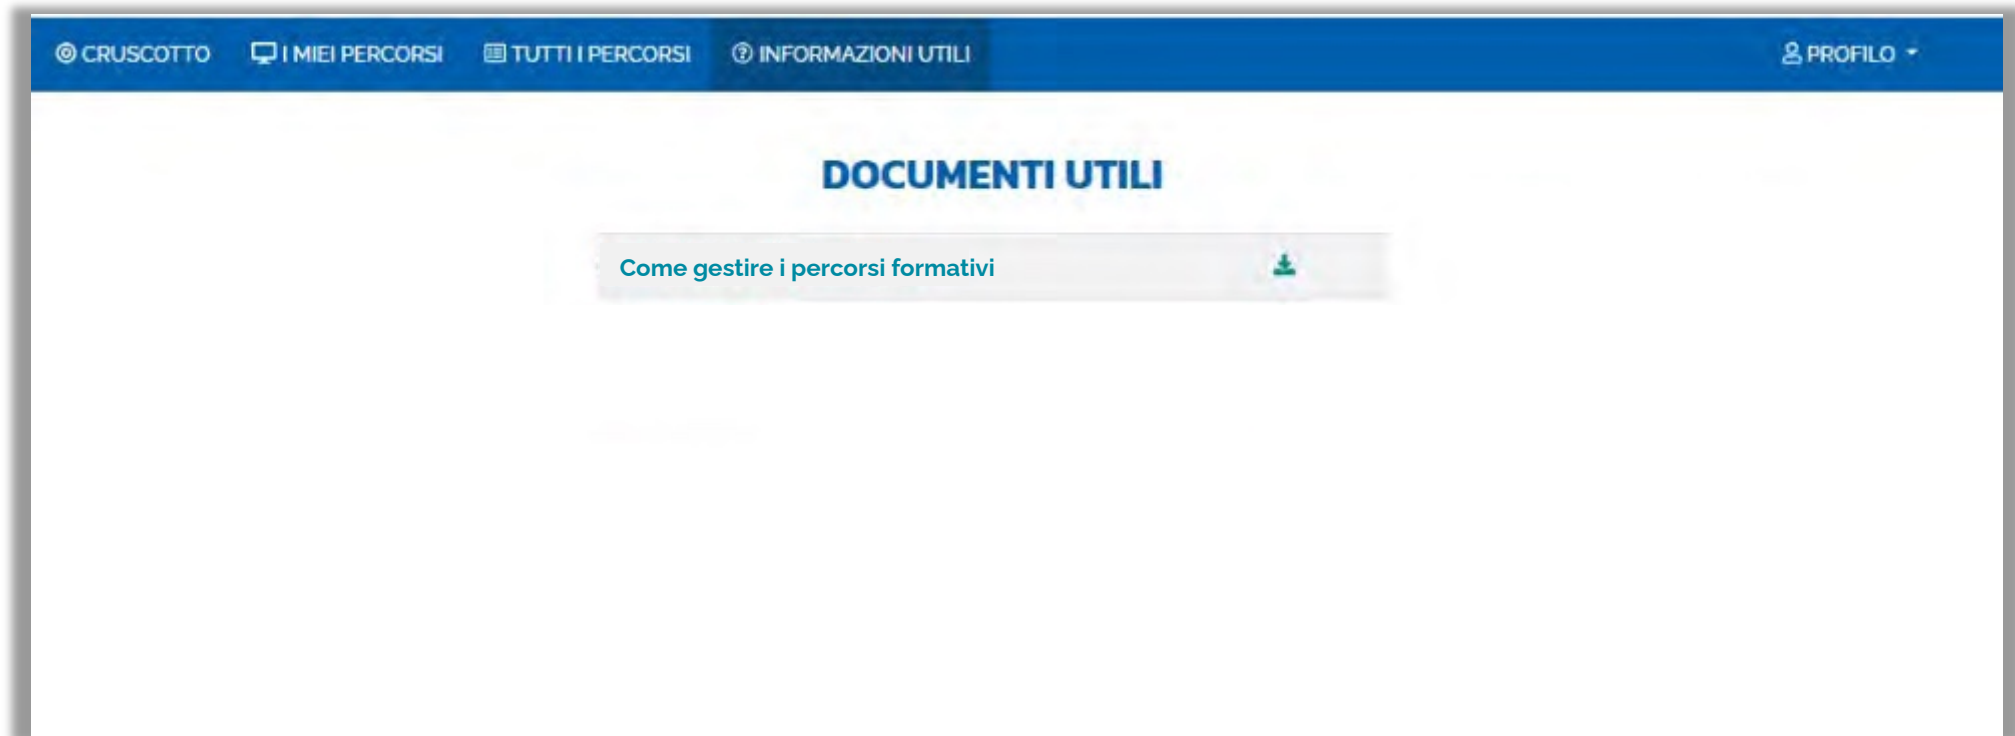 CRUSCOTTO I MIEI PERCORSI TUTTI I PERCORSI INFORMAZIONI UTILI PROFILO
DOCUMENTI UTILI
Come gestire i percorsi formativi